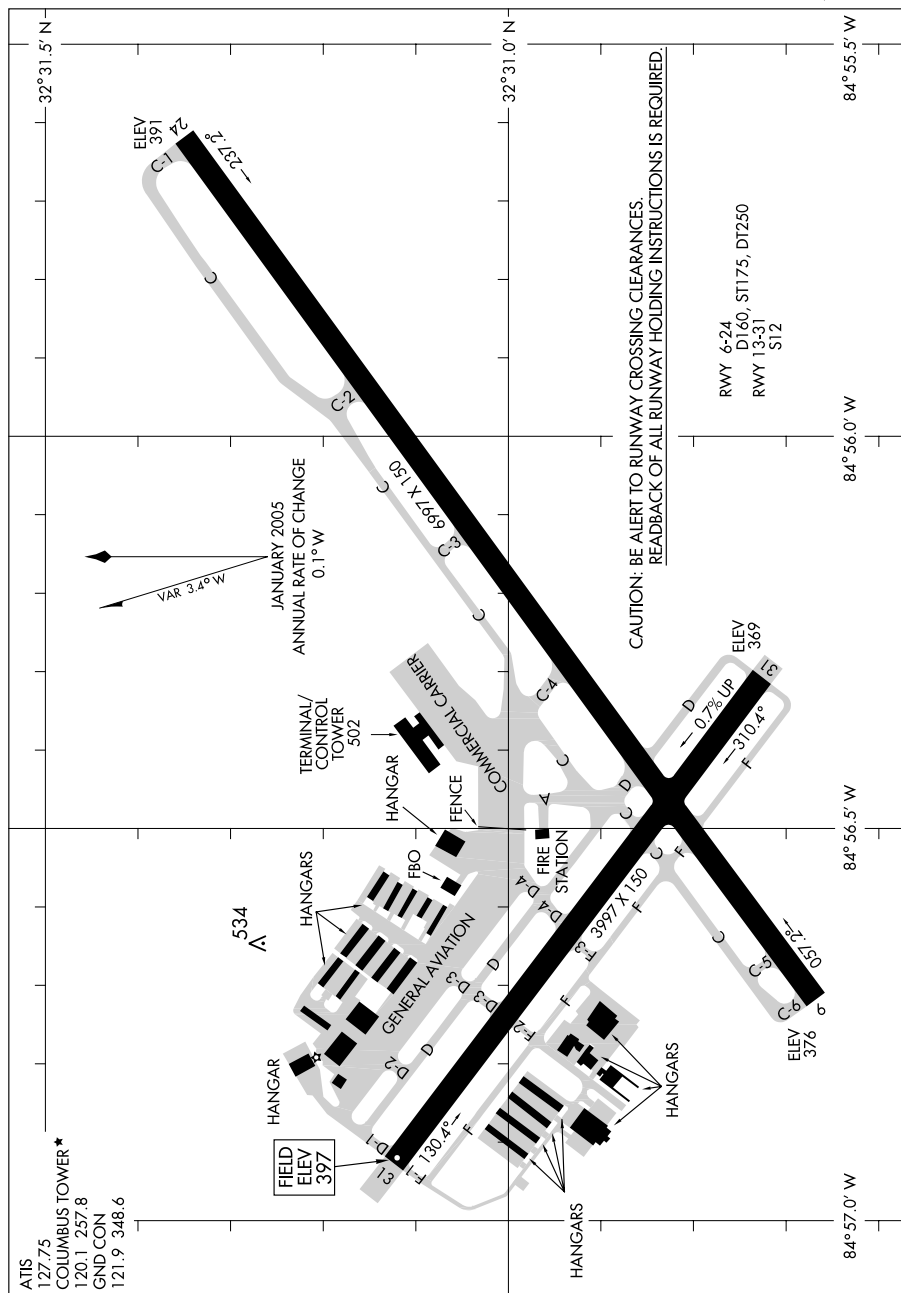 ATIS
127.75
COLUMBUS TOWER★
120.1 257.8
GND CON
121.9 348.6
FIELD
ELEV
397
HANGAR
534
HANGARS
FBO
HANGAR
FENCE
TERMINAL/
CONTROL
TOWER
502
GENERAL AVIATION
COMMERCIAL CARRIER
FIRE
STATION
VAR 3.4° W
JANUARY 2005
ANNUAL RATE OF CHANGE
0.1° W
32° 31.5' N
32° 31.0' N
ELEV
391
24
237.2°
C-1
C
C-2
C
C-3
C
C-4
C
A
6997 X 150
13
D-1
F-1
130.4°
D-2
D
D-3
D-3
D
D-4
D-4
F
F-2
F
F-3
F
3997 X 150
D
C
C
F
D
0.7% UP
310.4°
F
ELEV
369
31
C
C-5
C-6
057.2°
6
ELEV
376
HANGARS
HANGARS
CAUTION: BE ALERT TO RUNWAY CROSSING CLEARANCES.
READBACK OF ALL RUNWAY HOLDING INSTRUCTIONS IS REQUIRED.
RWY 6-24
D160, ST175, DT250
RWY 13-31
S12
84° 57.0' W
84° 56.5' W
84° 56.0' W
84° 55.5' W